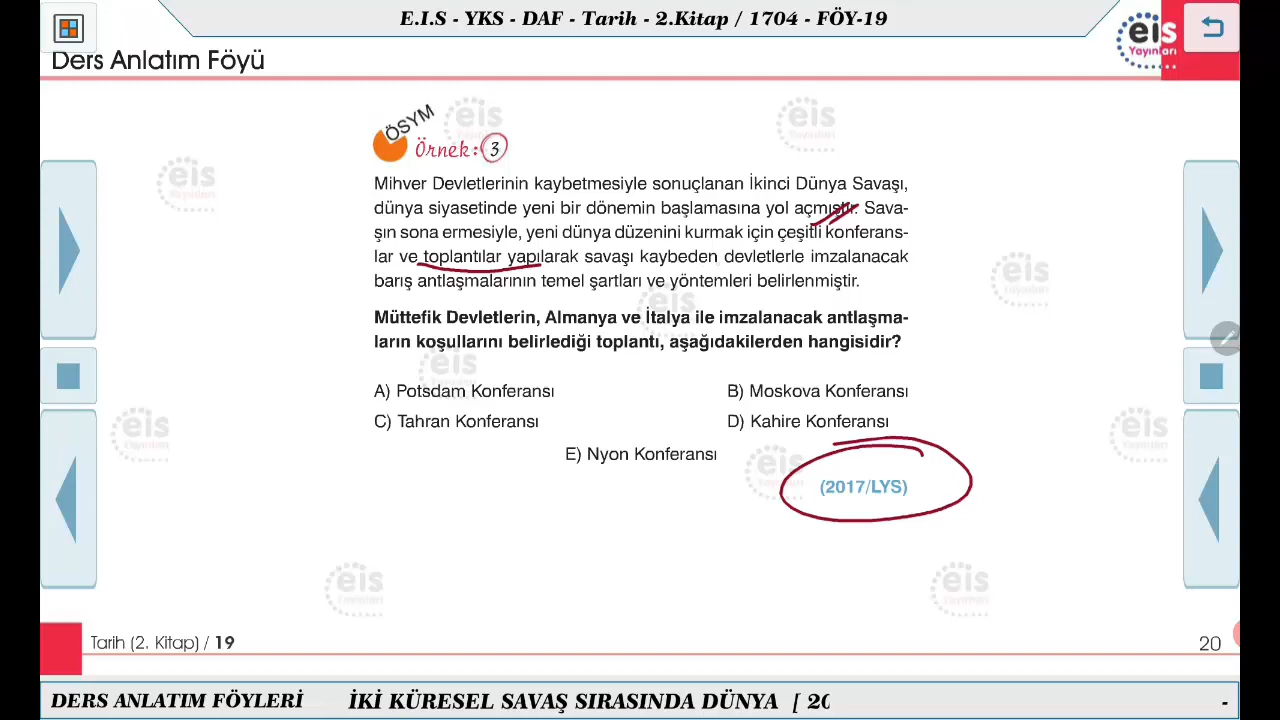 E.I.S - YKS - DAF - Tarih - 2.Kitap / 1704 - FÖY-19
eis
Yayınları
Ders Anlatım Föyü
ÖSYM
Örnek: 3
Mihver Devletlerinin kaybetmesiyle sonuçlanan İkinci Dünya Savaşı,
dünya siyasetinde yeni bir dönemin başlamasına yol açmıştır. Sava-
şın sona ermesiyle, yeni dünya düzenini kurmak için çeşitli konferans-
lar ve toplantılar yapılarak savaşı kaybeden devletlerle imzalanacak
barış antlaşmalarının temel şartları ve yöntemleri belirlenmiştir.
Müttefik Devletlerin, Almanya ve İtalya ile imzalanacak antlaşma-
ların koşullarını belirlediği toplantı, aşağıdakilerden hangisidir?
A) Potsdam Konferansı
B) Moskova Konferansı
C) Tahran Konferansı
D) Kahire Konferansı
E) Nyon Konferansı
(2017/LYS)
Tarih (2. Kitap) / 19
20
DERS ANLATIM FÖYLERİ İKİ KÜRESEL SAVAŞ SIRASINDA DÜNYA [ 20 -